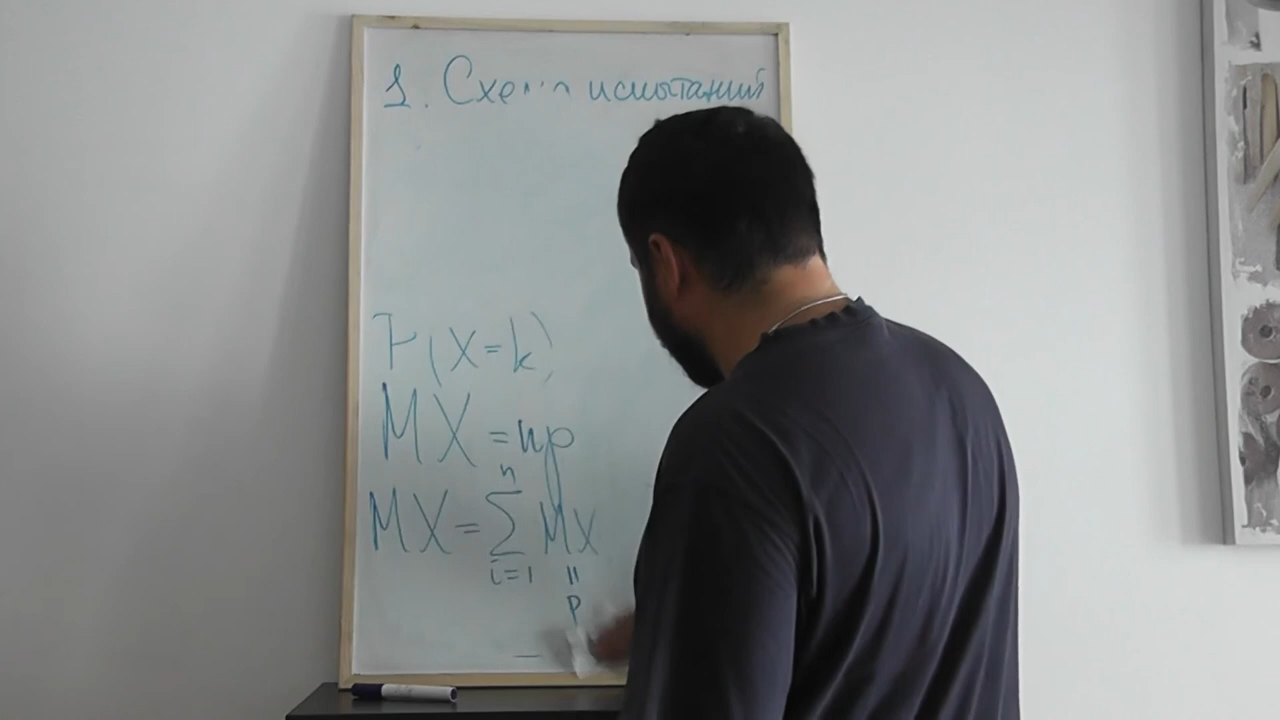 1. Схема испытаний
P(X=k)
MX=np
MX=∑ MX
n
i=1
||
p